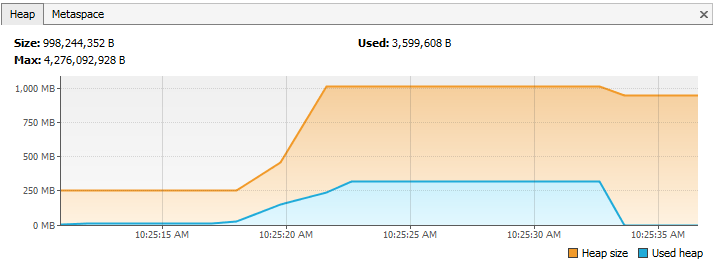 Heap Metaspace
Size: 998,244,352 B Used: 3,599,608 B
Max: 4,276,092,928 B
1,000 MB
750 MB
500 MB
250 MB
0 MB
10:25:15 AM 10:25:20 AM 10:25:25 AM 10:25:30 AM 10:25:35 AM
Heap size Used heap